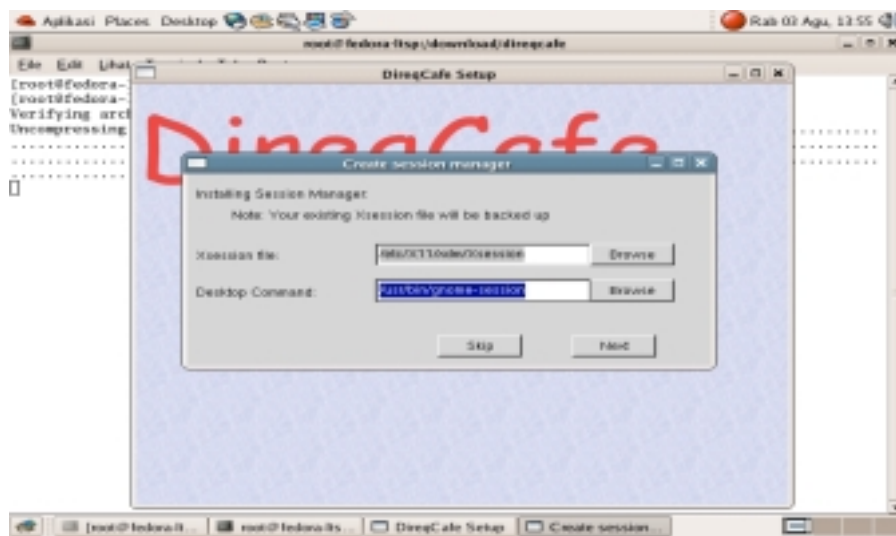 Aplikasi Places Desktop Rab 03 Agu, 13.55
root@fedora-ltsp:/download/direqcafe
File Edit Lihat
DireqCafe Setup
[root@fedora-
[root@fedora-
Verifying arch
Uncompressing
DireqCafe
Create session manager
Installing Session Manager.
Note: Your existing Xsession file will be backed up
Xsession file: /etc/X11/xdm/Xsession Browse
Desktop Command: /usr/bin/gnome-session Browse
Skip Next
[root@fedora-lt... root@fedora-lts... DireqCafe Setup Create session...